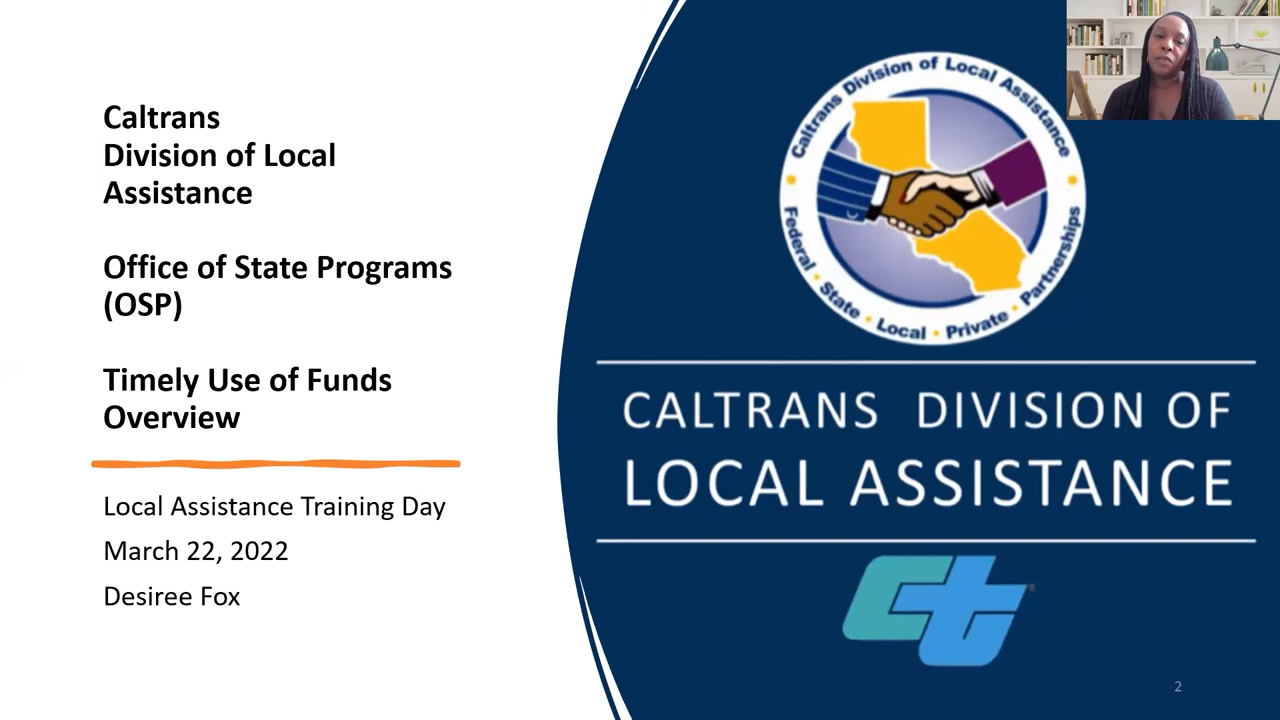 Caltrans
Division of Local
Assistance
Office of State Programs
(OSP)
Timely Use of Funds
Overview
Local Assistance Training Day
March 22, 2022
Desiree Fox
Caltrans Division of Local Assistance
Federal • State • Local • Private • Partnerships
CALTRANS DIVISION OF
LOCAL ASSISTANCE
ct
2